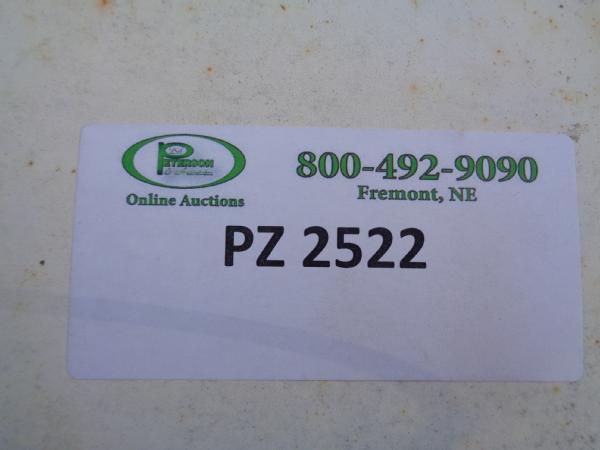 PETERSON
Online Auctions
800-492-9090
Fremont, NE
PZ 2522